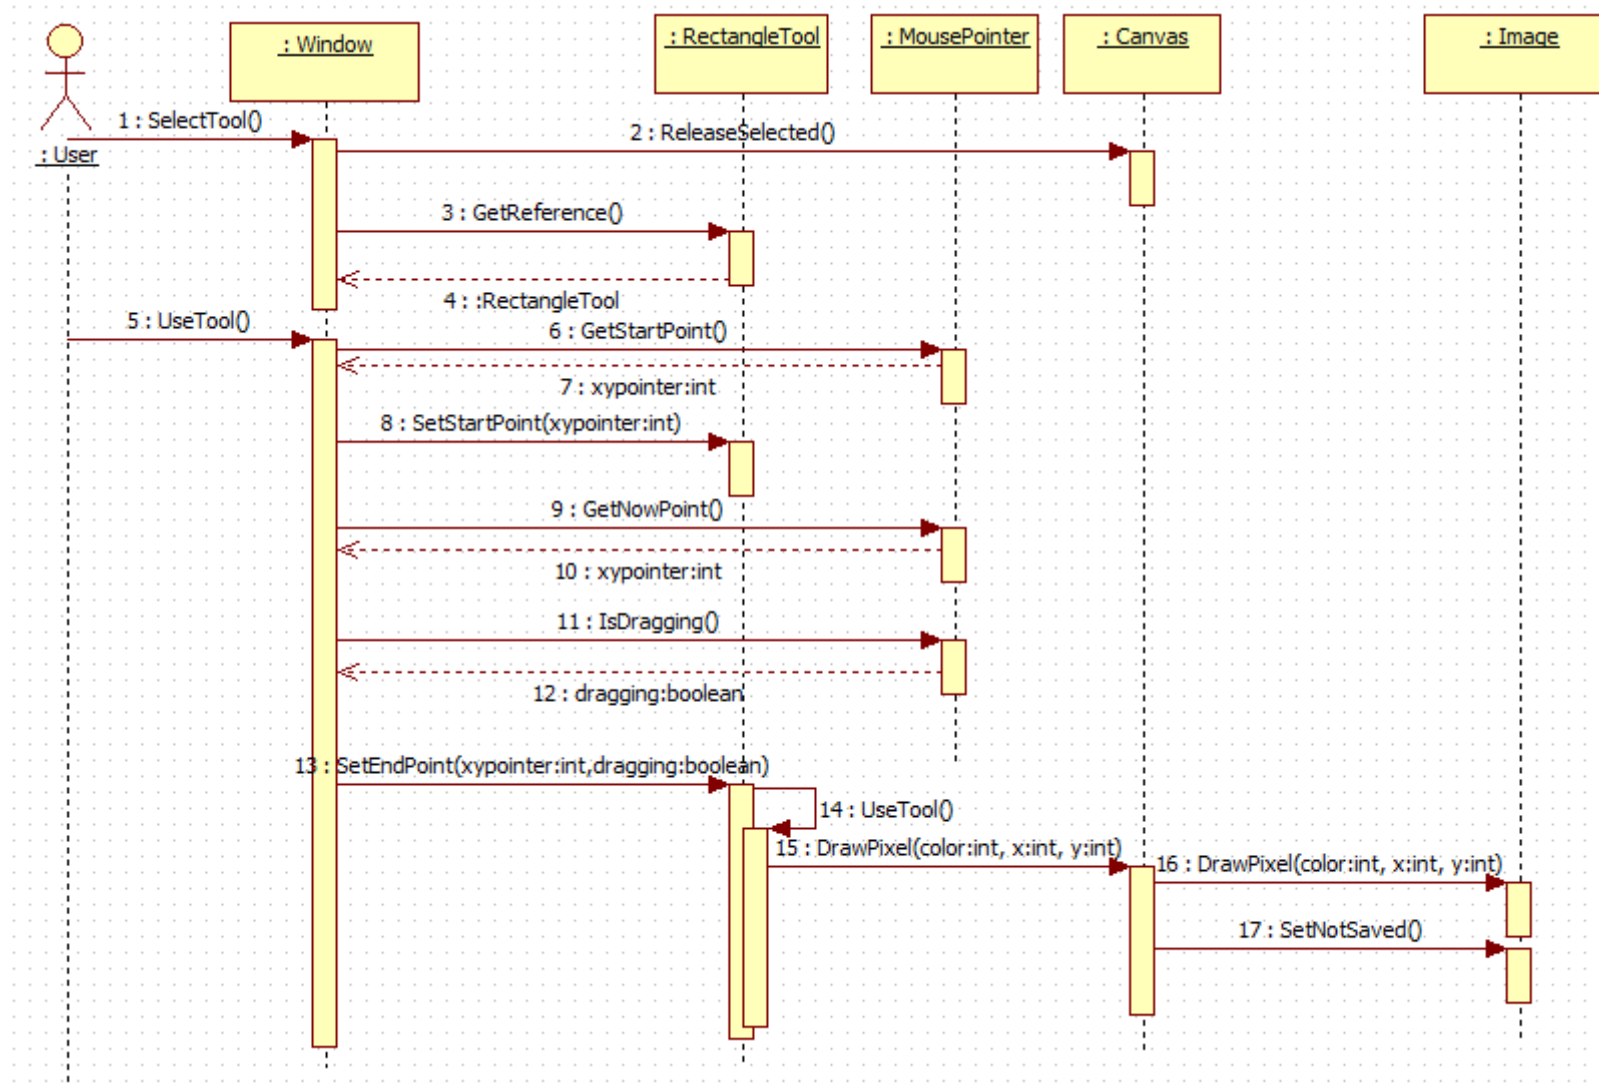 : Window
: RectangleTool
: MousePointer
: Canvas
: Image
: User
1 : SelectTool()
2 : ReleaseSelected()
3 : GetReference()
4 : :RectangleTool
5 : UseTool()
6 : GetStartPoint()
7 : xypointer:int
8 : SetStartPoint(xypointer:int)
9 : GetNowPoint()
10 : xypointer:int
11 : IsDragging()
12 : dragging:boolean
13 : SetEndPoint(xypointer:int,dragging:boolean)
14 : UseTool()
15 : DrawPixel(color:int, x:int, y:int)
16 : DrawPixel(color:int, x:int, y:int)
17 : SetNotSaved()